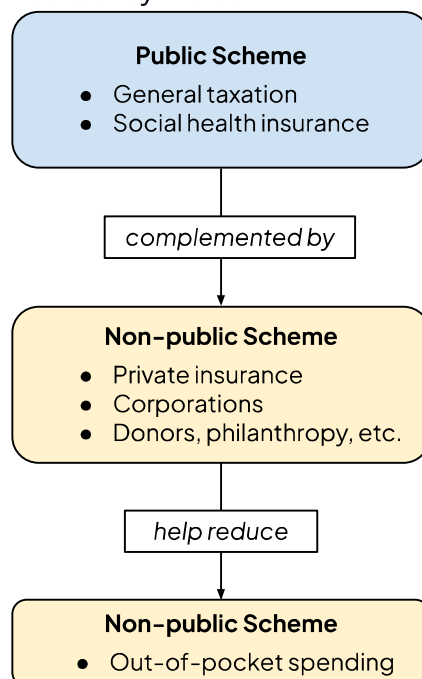 Public Scheme
● General taxation
● Social health insurance
complemented by
Non-public Scheme
● Private insurance
● Corporations
● Donors, philanthropy, etc.
help reduce
Non-public Scheme
● Out-of-pocket spending